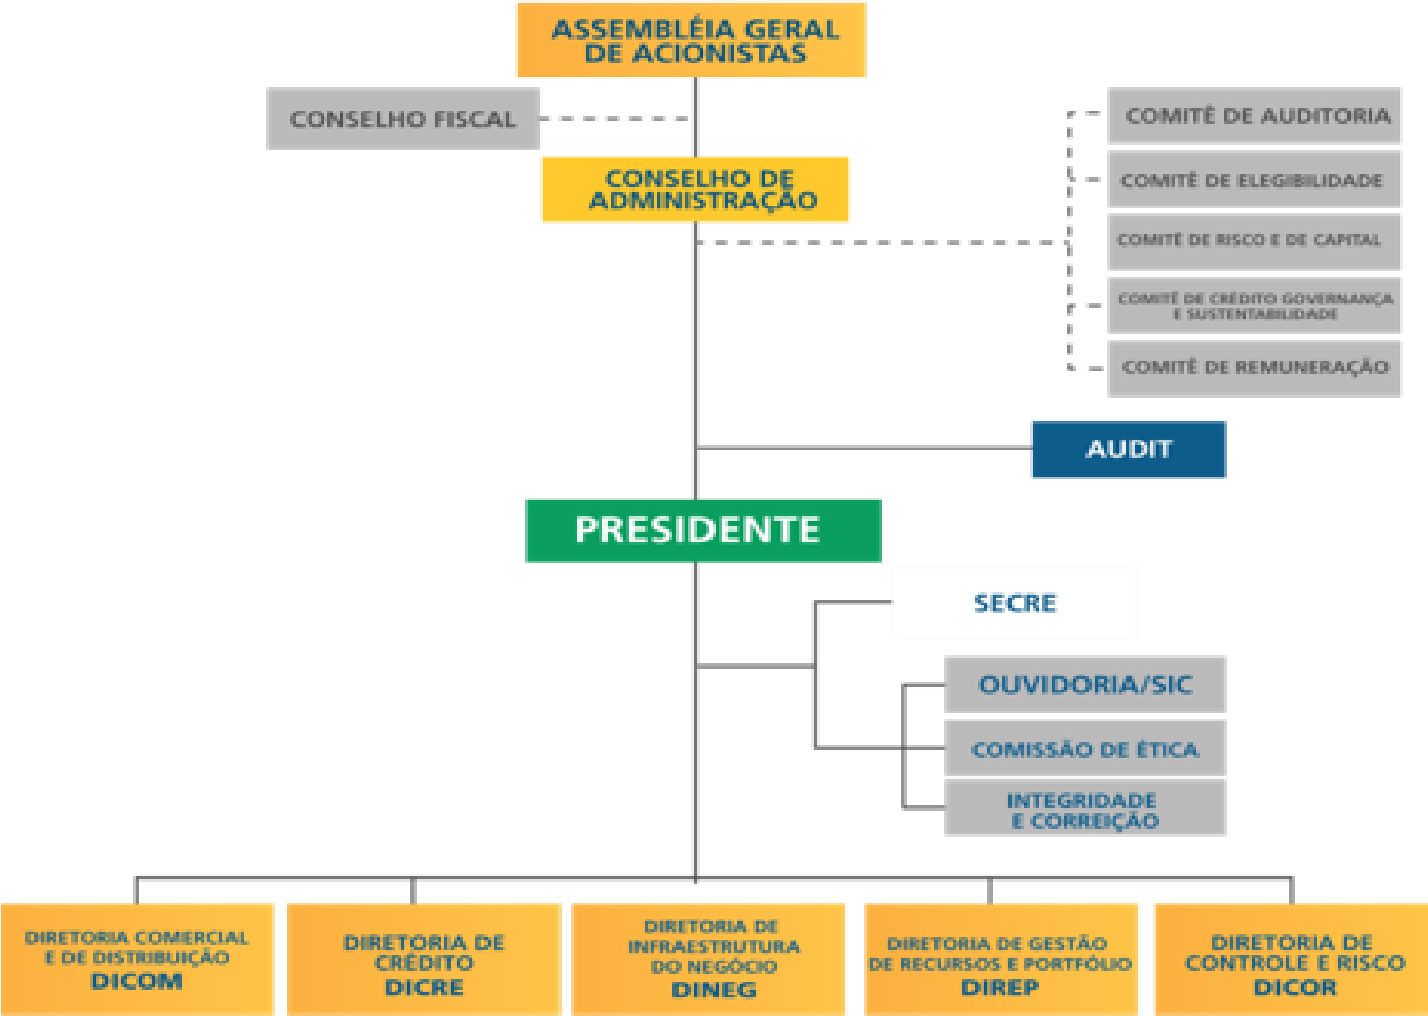 ASSEMBLÉIA GERAL
DE ACIONISTAS
CONSELHO FISCAL
CONSELHO DE
ADMINISTRAÇÃO
COMITÊ DE AUDITORIA
COMITÊ DE ELEGIBILIDADE
COMITÊ DE RISCO E DE CAPITAL
COMITÊ DE CRÉDITO GOVERNANÇA
E SUSTENTABILIDADE
COMITÊ DE REMUNERAÇÃO
AUDIT
PRESIDENTE
SECRE
OUVIDORIA/SIC
COMISSÃO DE ÉTICA
INTEGRIDADE
E CORREIÇÃO
DIRETORIA COMERCIAL
E DE DISTRIBUIÇÃO
DICOM
DIRETORIA DE
CRÉDITO
DICRE
DIRETORIA DE
INFRAESTRUTURA
DO NEGÓCIO
DINEG
DIRETORIA DE GESTÃO
DE RECURSOS E PORTFÓLIO
DIREP
DIRETORIA DE
CONTROLE E RISCO
DICOR